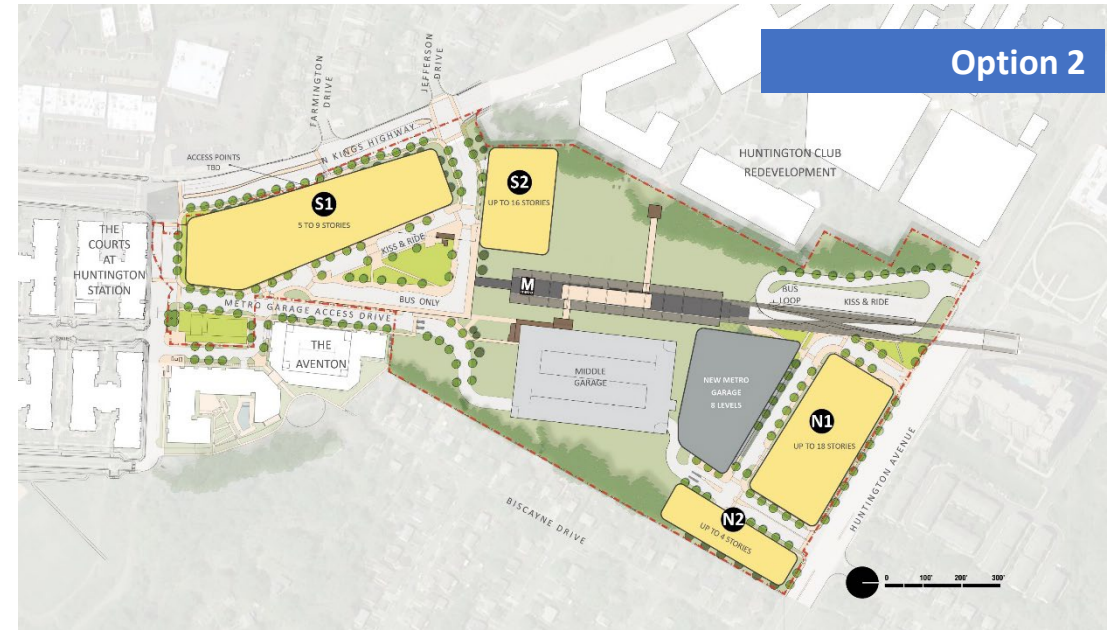 Option 2
JEFFERSON
DRIVE
TARMINGTON
DRIVE
N KINGS HIGHWAY
ACCESS POINTS
TBD
HUNTINGTON CLUB
REDEVELOPMENT
S2
UP TO 16 STORIES
S1
5 TO 9 STORIES
THE
COURTS
AT
HUNTINGTON
STATION
KISS & RIDE
M
BUS
LOOP
KISS & RIDE
BUS ONLY
METRO GARAGE ACCESS DRIVE
THE
AVENTON
MIDDLE
GARAGE
NEW METRO
GARAGE
8 LEVELS
N1
UP TO 18 STORIES
HUNTINGTON AVENUE
BISCAYNE DRIVE
N2
UP TO 4 STORIES
0 100' 200' 300'